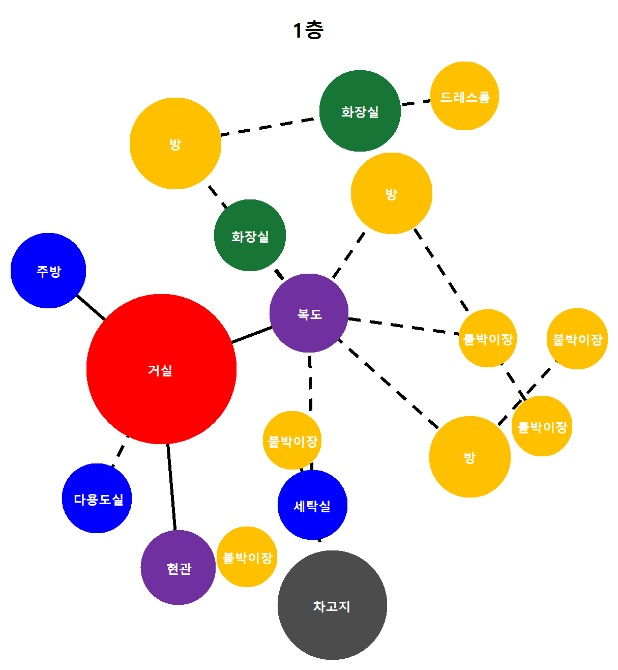 1층
드레스룸
화장실
방
방
화장실
주방
복도
붙박이장
붙박이장
거실
붙박이장
붙박이장
방
다용도실
세탁실
붙박이장
현관
차고지